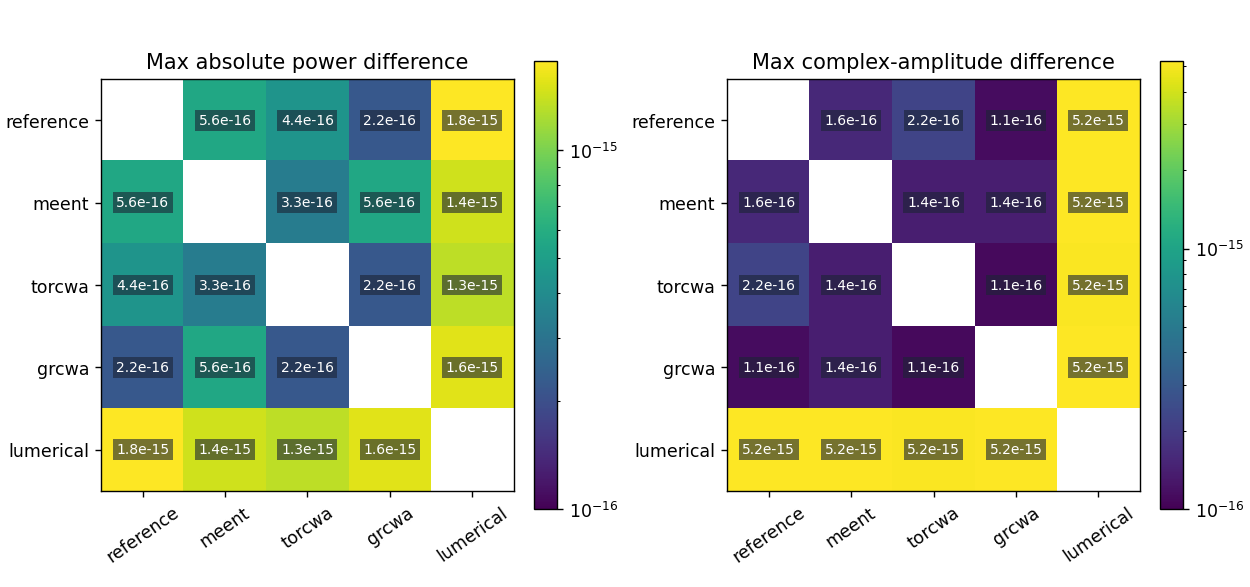 Max absolute power difference
reference 5.6e-16 4.4e-16 2.2e-16 1.8e-15
meent 5.6e-16 3.3e-16 5.6e-16 1.4e-15
torcwa 4.4e-16 3.3e-16 2.2e-16 1.3e-15
grcwa 2.2e-16 5.6e-16 2.2e-16 1.6e-15
lumerical 1.8e-15 1.4e-15 1.3e-15 1.6e-15
reference meent torcwa grcwa lumerical
10⁻¹⁵
10⁻¹⁶
Max complex-amplitude difference
reference 1.6e-16 2.2e-16 1.1e-16 5.2e-15
meent 1.6e-16 1.4e-16 1.4e-16 5.2e-15
torcwa 2.2e-16 1.4e-16 1.1e-16 5.2e-15
grcwa 1.1e-16 1.4e-16 1.1e-16 5.2e-15
lumerical 5.2e-15 5.2e-15 5.2e-15 5.2e-15
reference meent torcwa grcwa lumerical
10⁻¹⁵
10⁻¹⁶